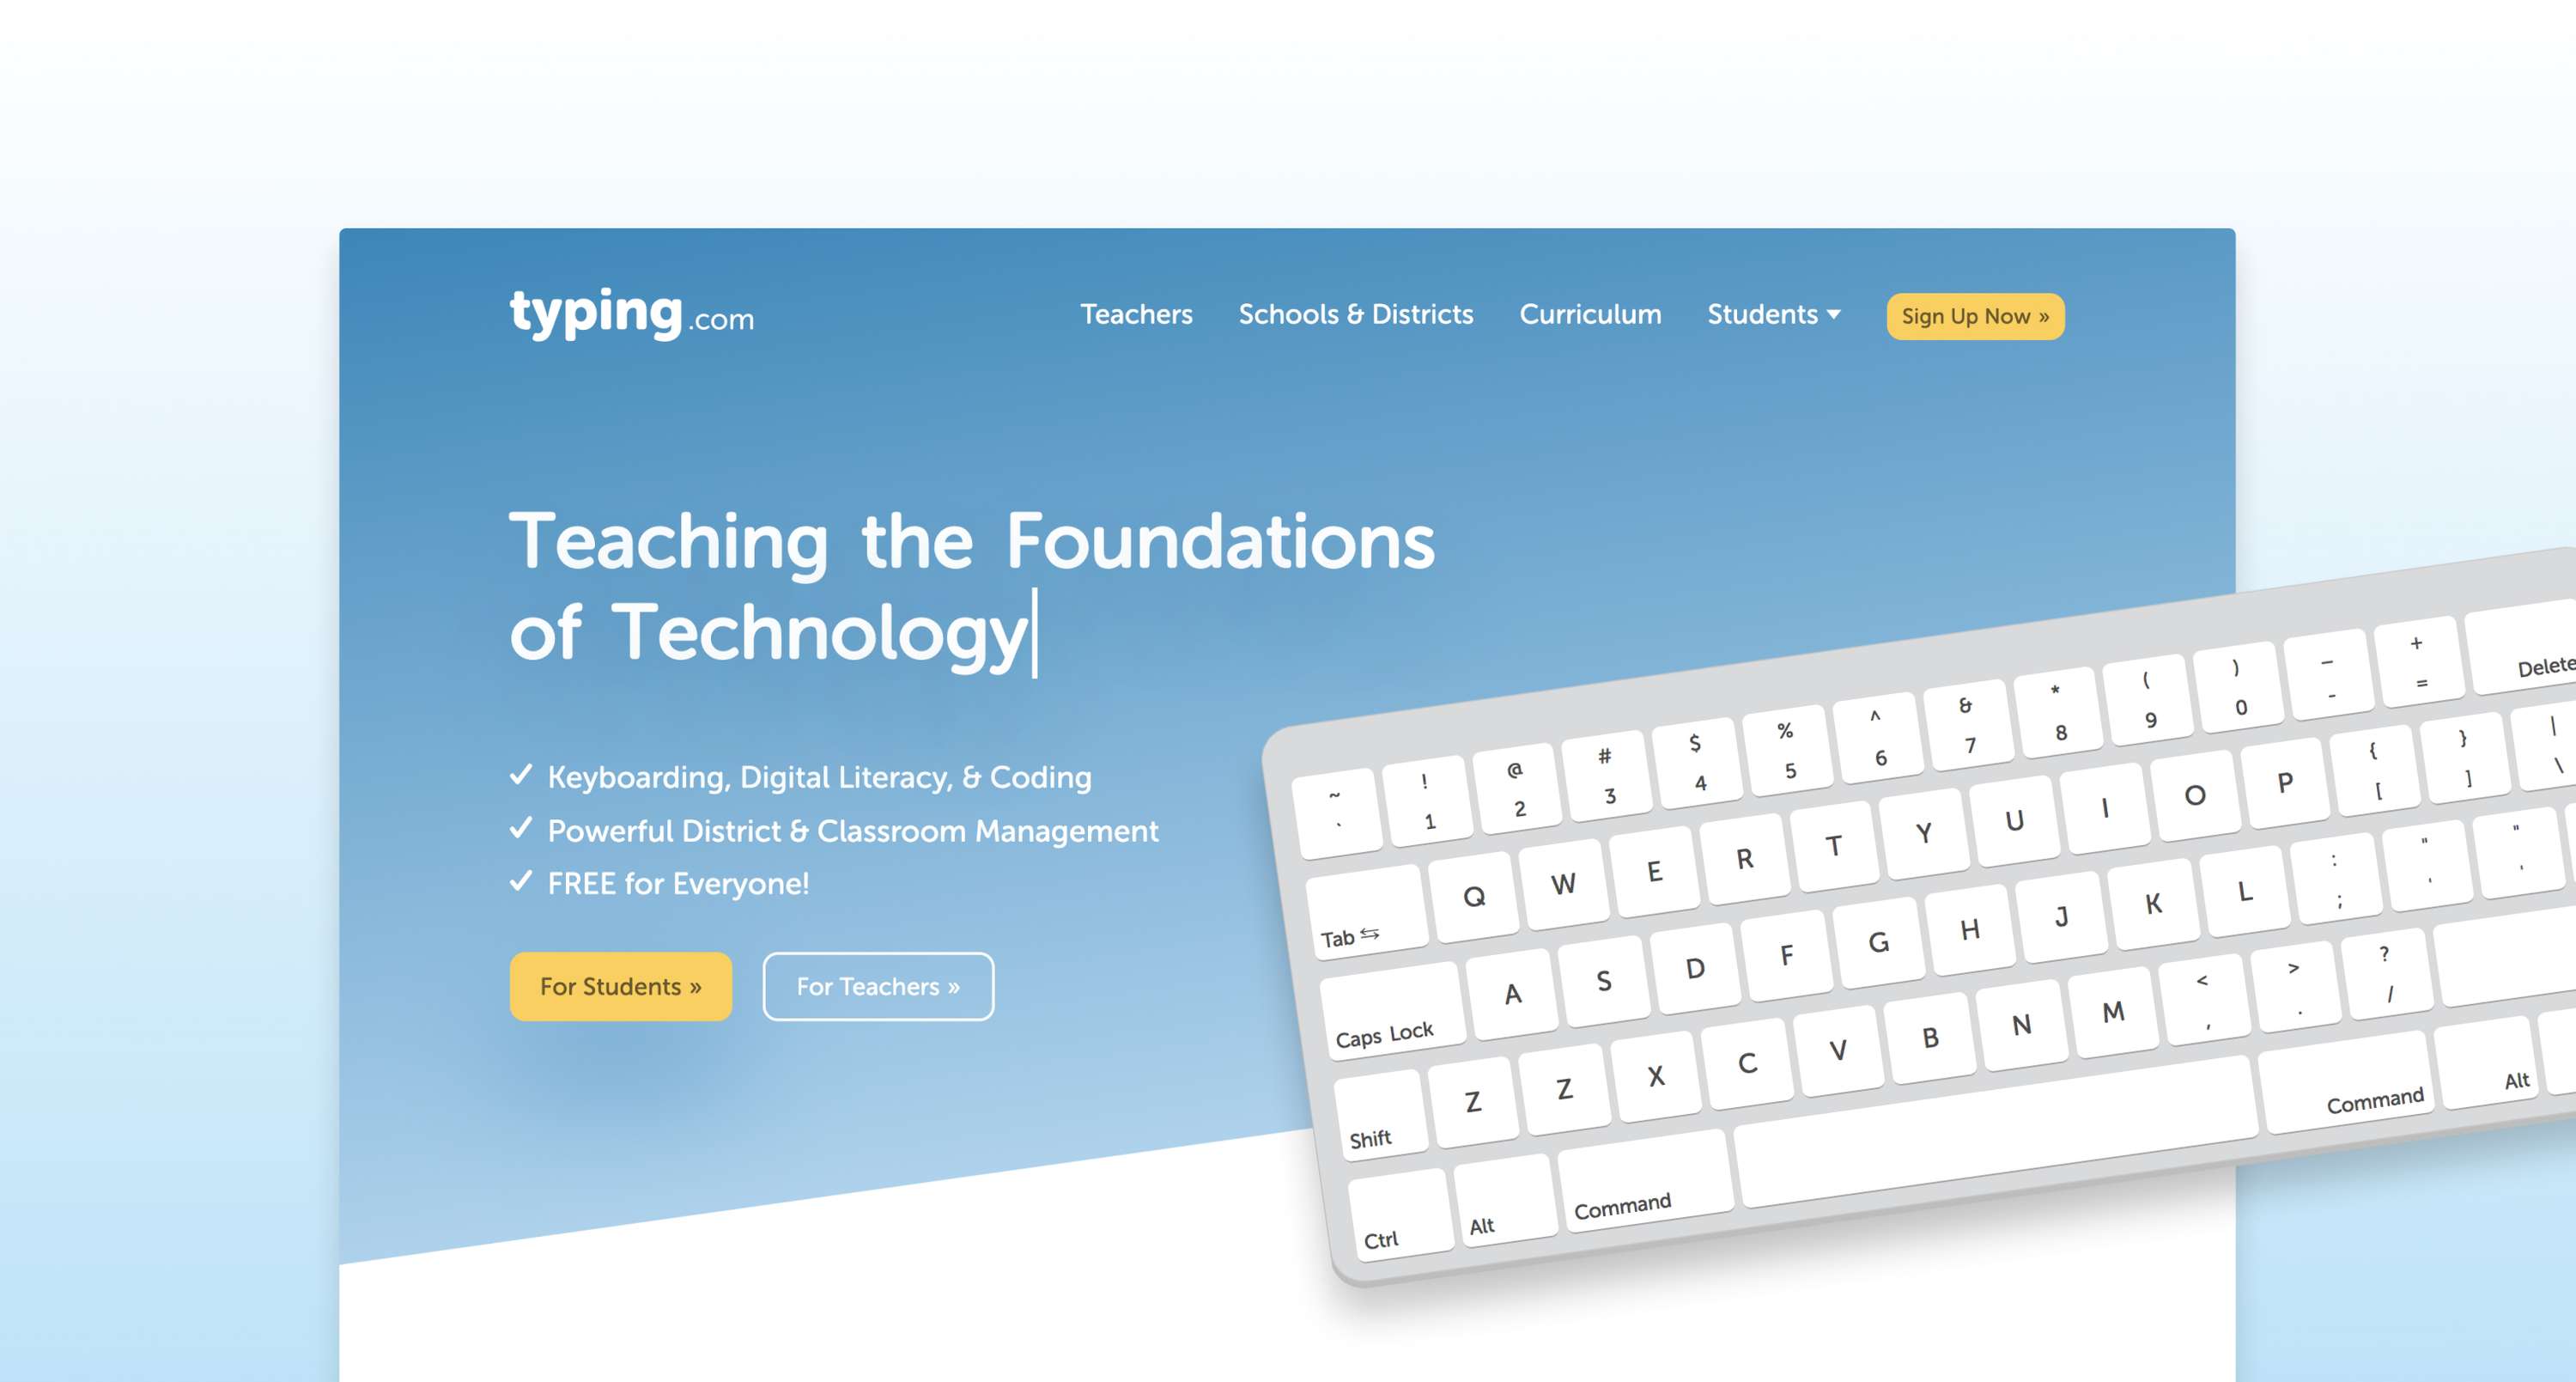 typing.com
Teachers Schools & Districts Curriculum Students Sign Up Now »
Teaching the Foundations
of Technology
Keyboarding, Digital Literacy, & Coding
Powerful District & Classroom Management
FREE for Everyone!
For Students » For Teachers »
~ ` ! 1 @ 2 # 3 $ 4 % 5 ^ 6 & 7 * 8 ( 9 ) 0 – - + = Delete
Tab Q W E R T Y U I O P { [ } ] | \
Caps Lock A S D F G H J K L : ; " ' " '
Shift Z Z X C V B N M < , > . ? /
Ctrl Alt Command Command Alt